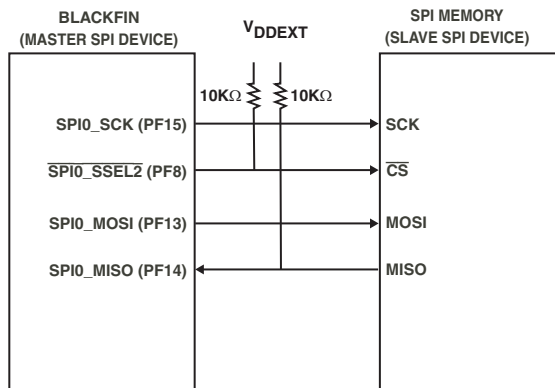 BLACKFIN
(MASTER SPI DEVICE)
VDDEXT
SPI MEMORY
(SLAVE SPI DEVICE)
10KΩ
10KΩ
SPI0_SCK (PF15)
SCK
SPI0_SSEL2 (PF8)
CS
SPI0_MOSI (PF13)
MOSI
SPI0_MISO (PF14)
MISO